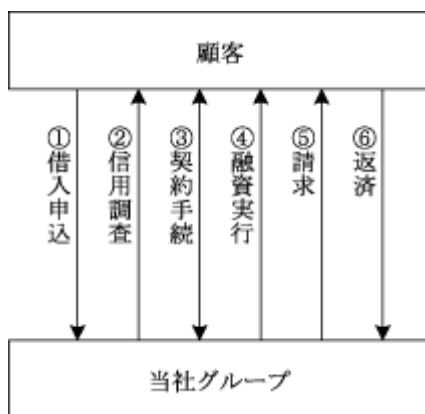 顧客
①借入申込
②信用調査
③契約手続
④融資実行
⑤請求
⑥返済
当社グループ